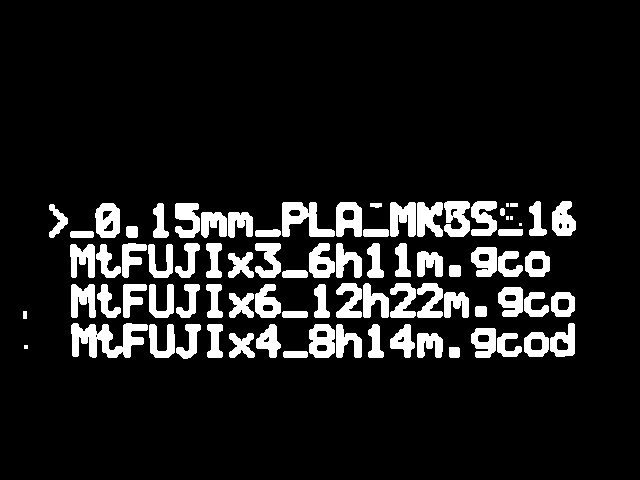 >_0.15mm_PLA_MK3S_16
MtFUJIx3_6h11m.gco
MtFUJIx6_12h22m.gco
MtFUJIx4_8h14m.gcod